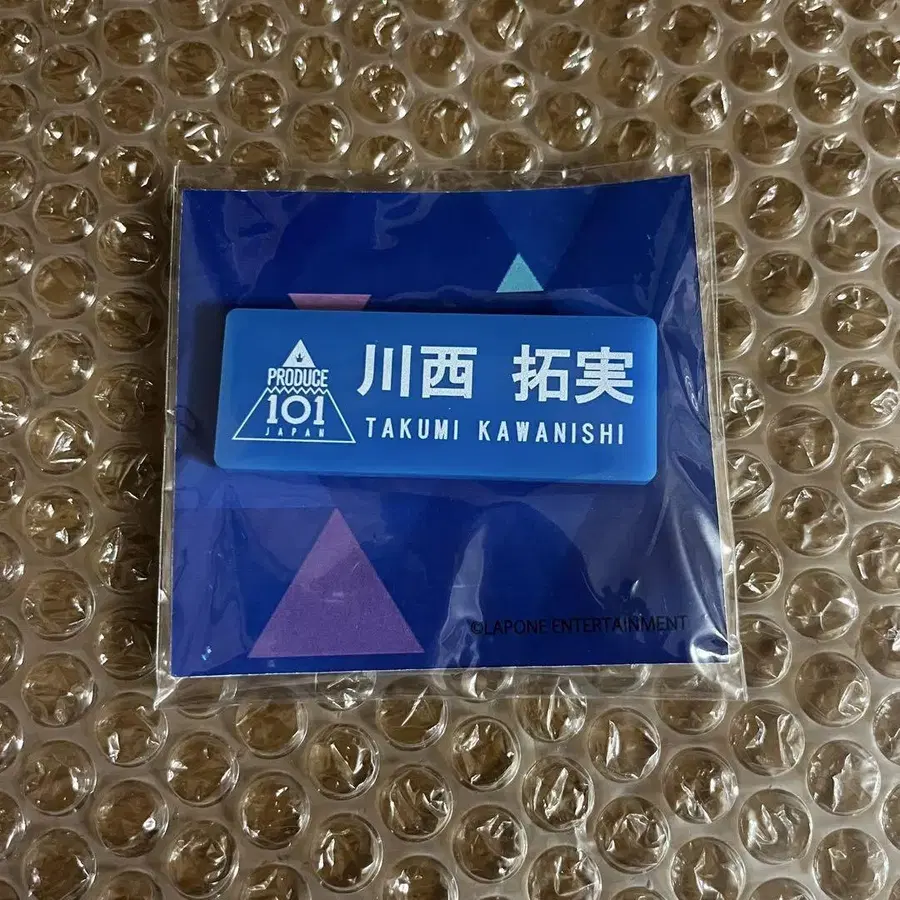 PRODUCE
101
JAPAN
川西 拓実
TAKUMI KAWANISHI
©LAPONE ENTERTAINMENT